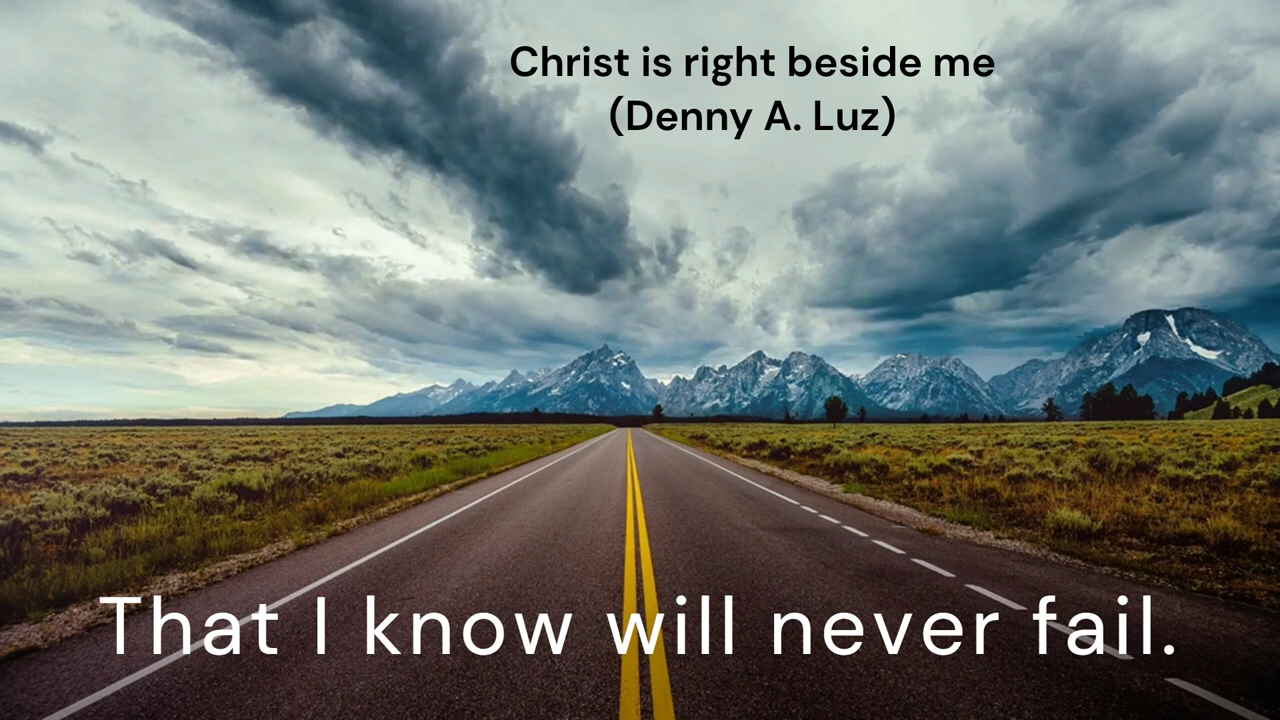 Christ is right beside me
(Denny A. Luz)
That I know will never fail.